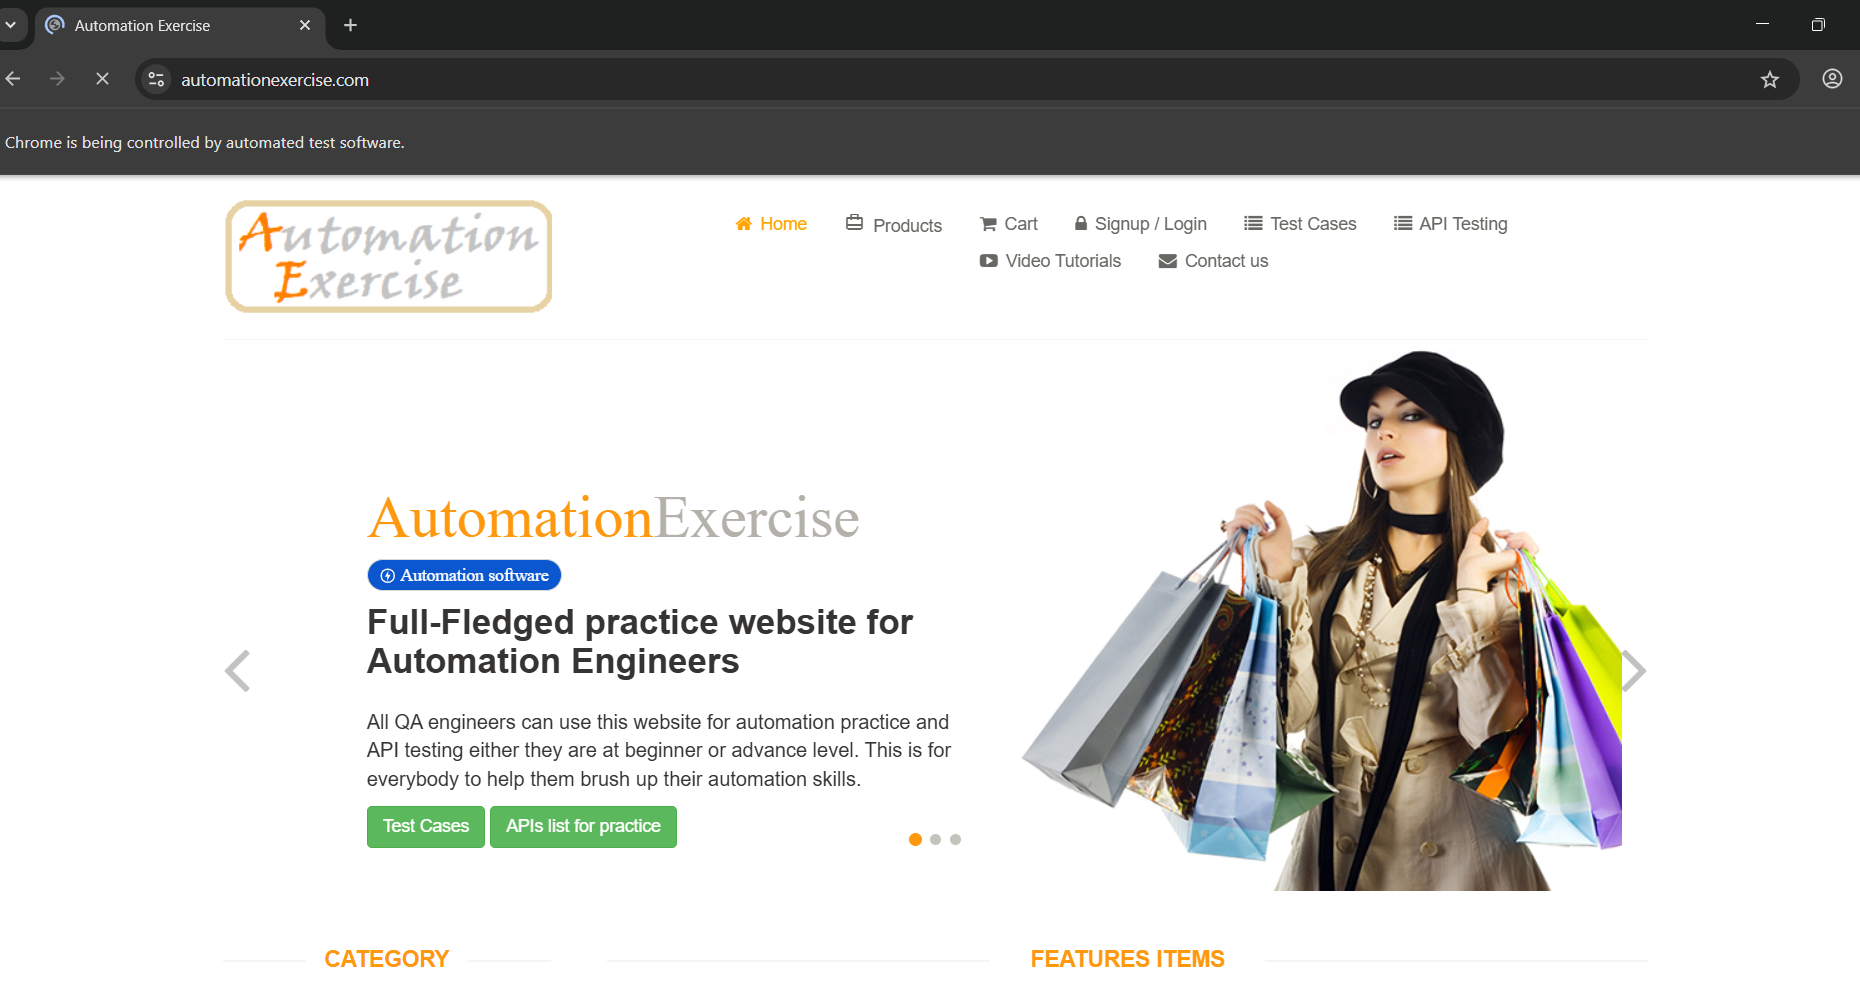 Automation Exercise
automationexercise.com
Chrome is being controlled by automated test software.
Automation
Exercise
Home
Products
Cart
Signup / Login
Test Cases
API Testing
Video Tutorials
Contact us
AutomationExercise
Automation software
Full-Fledged practice website for
Automation Engineers
All QA engineers can use this website for automation practice and
API testing either they are at beginner or advance level. This is for
everybody to help them brush up their automation skills.
Test Cases
APIs list for practice
CATEGORY
FEATURES ITEMS